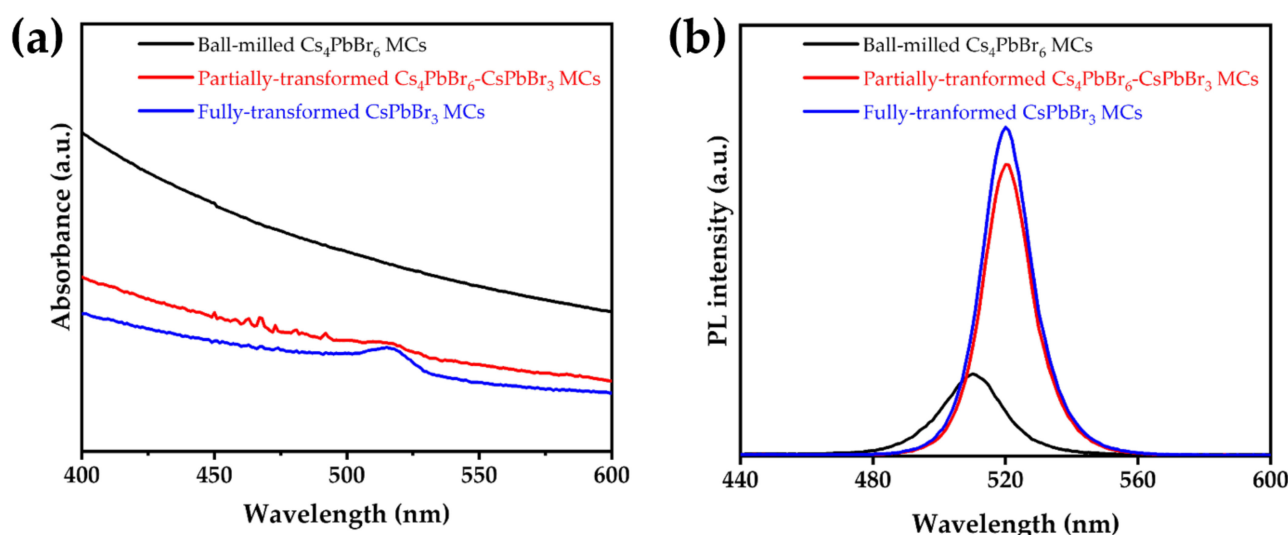 (a)
Ball-milled Cs₄PbBr₆ MCs
Partially-transformed Cs₄PbBr₆-CsPbBr₃ MCs
Fully-transformed CsPbBr₃ MCs
Absorbance (a.u.)
400 450 500 550 600
Wavelength (nm)
(b)
Ball-milled Cs₄PbBr₆ MCs
Partially-tranformed Cs₄PbBr₆-CsPbBr₃ MCs
Fully-tranformed CsPbBr₃ MCs
PL intensity (a.u.)
440 480 520 560 600
Wavelength (nm)